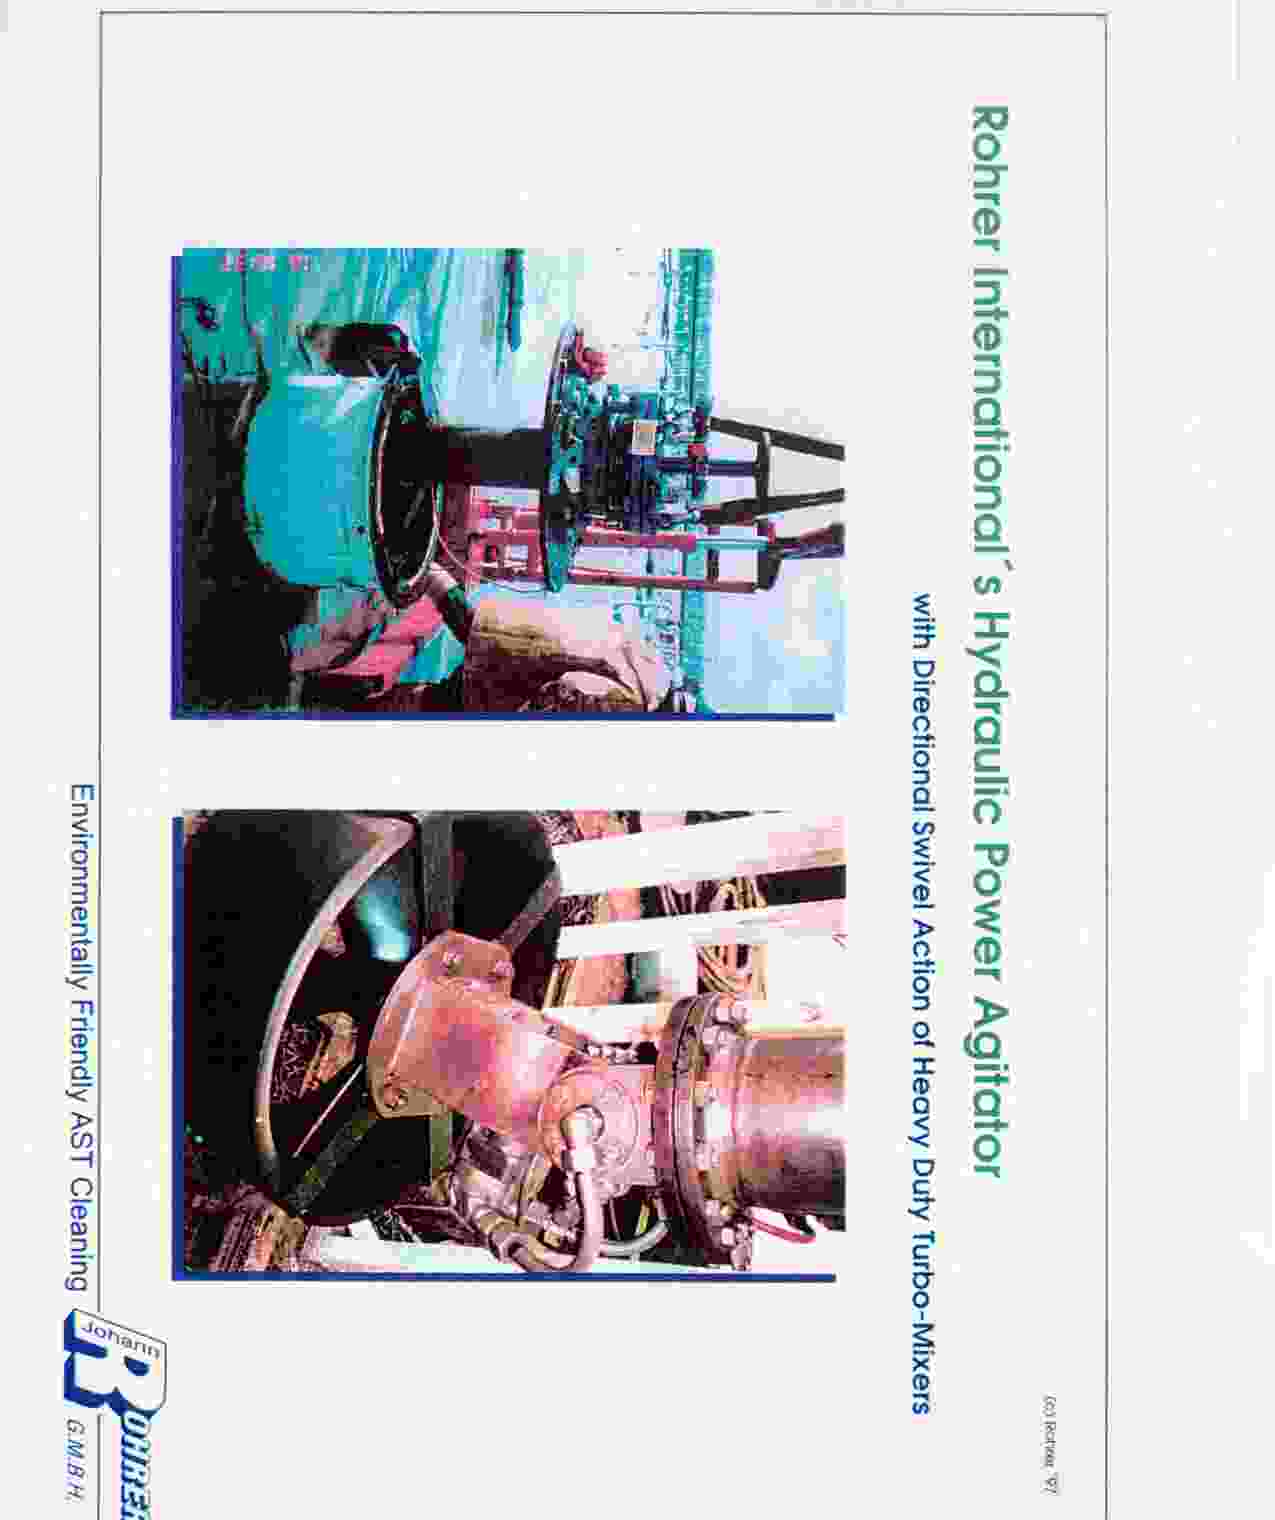 (c) Rohrer '97
Rohrer International´s Hydraulic Power Agitator
with Directional Swivel Action of Heavy Duty Turbo-Mixers
Environmentally Friendly AST Cleaning
Johann
ROHRER
G.M.B.H.